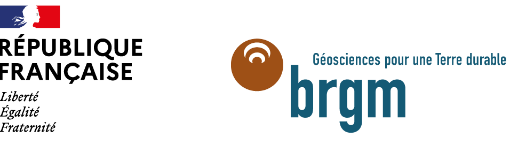 RÉPUBLIQUE
FRANÇAISE
Liberté
Égalité
Fraternité
Géosciences pour une Terre durable
brgm